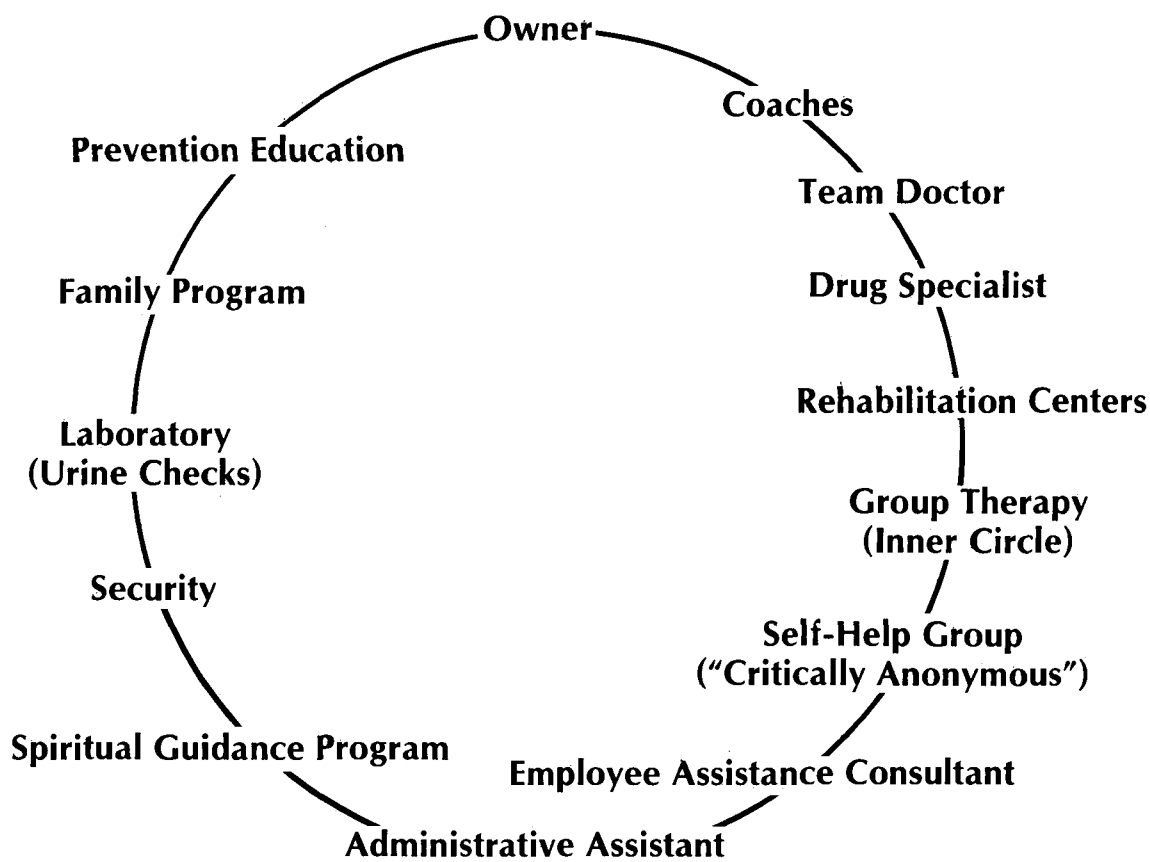 Owner
Coaches
Team Doctor
Drug Specialist
Rehabilitation Centers
Group Therapy
(Inner Circle)
Self-Help Group
(“Critically Anonymous”)
Employee Assistance Consultant
Administrative Assistant
Spiritual Guidance Program
Security
Laboratory
(Urine Checks)
Family Program
Prevention Education